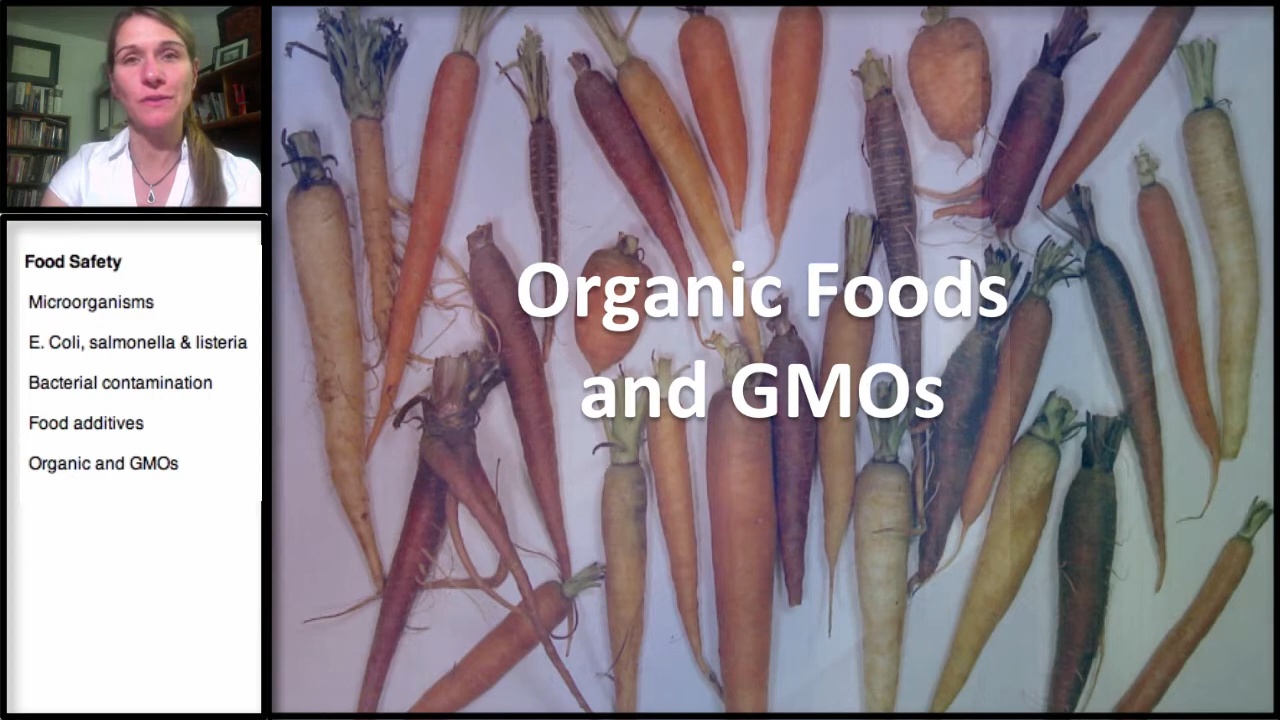 Food Safety
Microorganisms
E. Coli, salmonella & listeria
Bacterial contamination
Food additives
Organic and GMOs
Organic Foods
and GMOs